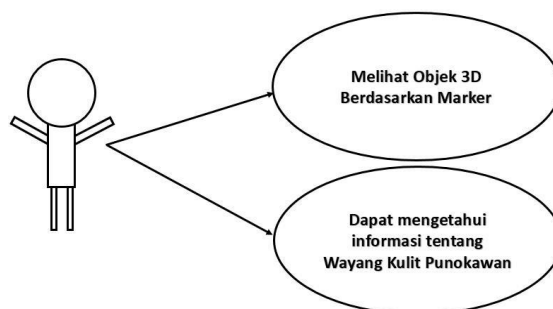 Melihat Objek 3D
Berdasarkan Marker
Dapat mengetahui
informasi tentang
Wayang Kulit Punokawan